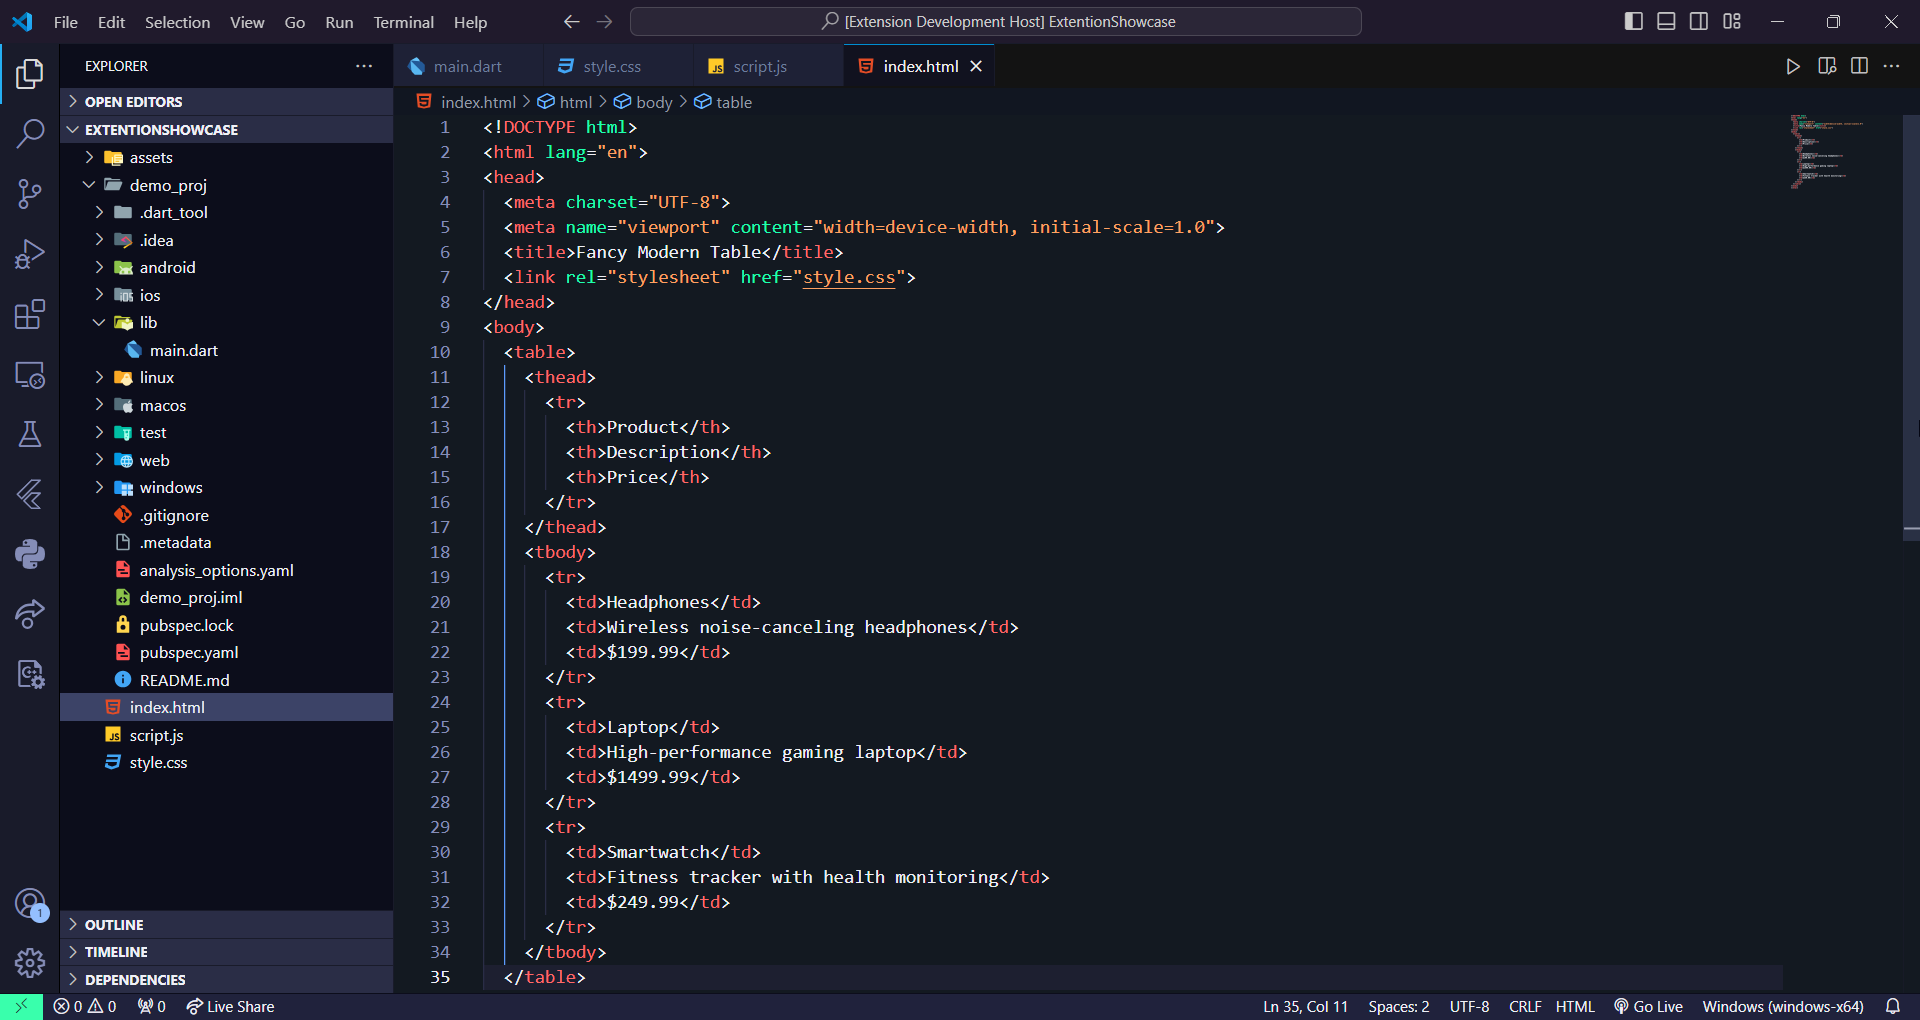 File Edit Selection View Go Run Terminal Help
[Extension Development Host] ExtentionShowcase
EXPLORER
OPEN EDITORS
EXTENTIONSHOWCASE
assets
demo_proj
.dart_tool
.idea
android
ios
lib
main.dart
linux
macos
test
web
windows
.gitignore
.metadata
analysis_options.yaml
demo_proj.iml
pubspec.lock
pubspec.yaml
README.md
index.html
script.js
style.css
OUTLINE
TIMELINE
DEPENDENCIES
main.dart style.css script.js index.html
index.html > html > body > table
1 <!DOCTYPE html>
2 <html lang="en">
3 <head>
4 <meta charset="UTF-8">
5 <meta name="viewport" content="width=device-width, initial-scale=1.0">
6 <title>Fancy Modern Table</title>
7 <link rel="stylesheet" href="style.css">
8 </head>
9 <body>
10 <table>
11 <thead>
12 <tr>
13 <th>Product</th>
14 <th>Description</th>
15 <th>Price</th>
16 </tr>
17 </thead>
18 <tbody>
19 <tr>
20 <td>Headphones</td>
21 <td>Wireless noise-canceling headphones</td>
22 <td>$199.99</td>
23 </tr>
24 <tr>
25 <td>Laptop</td>
26 <td>High-performance gaming laptop</td>
27 <td>$1499.99</td>
28 </tr>
29 <tr>
30 <td>Smartwatch</td>
31 <td>Fitness tracker with health monitoring</td>
32 <td>$249.99</td>
33 </tr>
34 </tbody>
35 </table>
1
0 0 0 Live Share Ln 35, Col 11 Spaces: 2 UTF-8 CRLF HTML Go Live Windows (windows-x64)